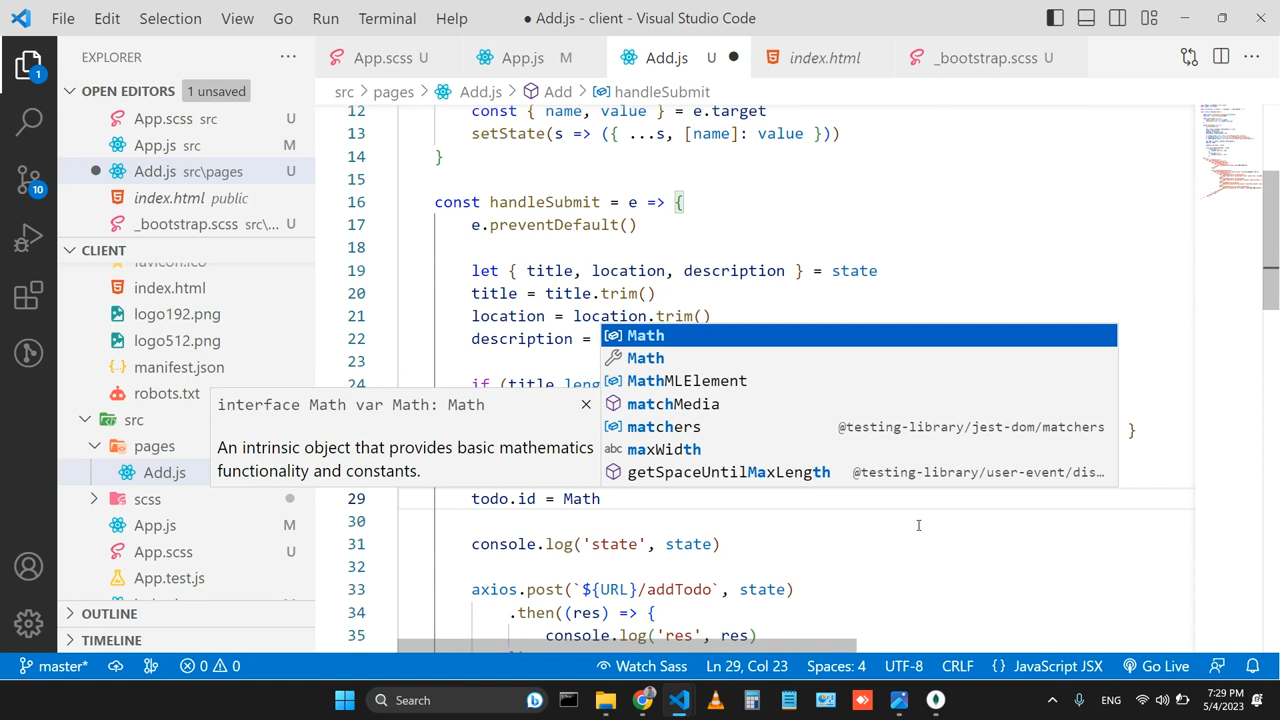 File Edit Selection View Go Run Terminal Help ● Add.js - client - Visual Studio Code
EXPLORER ···
App.scss U App.js M Add.js U ● index.html _bootstrap.scss U ···
1
OPEN EDITORS 1 unsaved
src > pages > Add.js > Add > handleSubmit
App.scss src U
App.js src M
Add.js src\pages U
index.html public
_bootstrap.scss src\... U
CLIENT
favicon.ico
index.html
logo192.png
logo512.png
manifest.json
robots.txt
src
pages
Add.js
scss
App.js M
App.scss U
App.test.js
OUTLINE
TIMELINE
10
12 const { name, value } = e.target
13 setState(s => ({ ...s, [name]: value }))
14 }
15
16 const handleSubmit = e => {
17 e.preventDefault()
18
19 let { title, location, description } = state
20 title = title.trim()
21 location = location.trim()
22 description =
23
24 if (title.leng
}
29 todo.id = Math
30
31 console.log('state', state)
32
33 axios.post(`${URL}/addTodo`, state)
34 .then((res) => {
35 console.log('res', res)
Math
Math
MathMLElement
matchMedia
matchers @testing-library/jest-dom/matchers
abc maxWidth
getSpaceUntilMaxLength @testing-library/user-event/dis...
interface Math var Math: Math
An intrinsic object that provides basic mathematics
functionality and constants.
master* 0 0 Watch Sass Ln 29, Col 23 Spaces: 4 UTF-8 CRLF {} JavaScript JSX Go Live
Search ENG 7:29 PM
5/4/2023